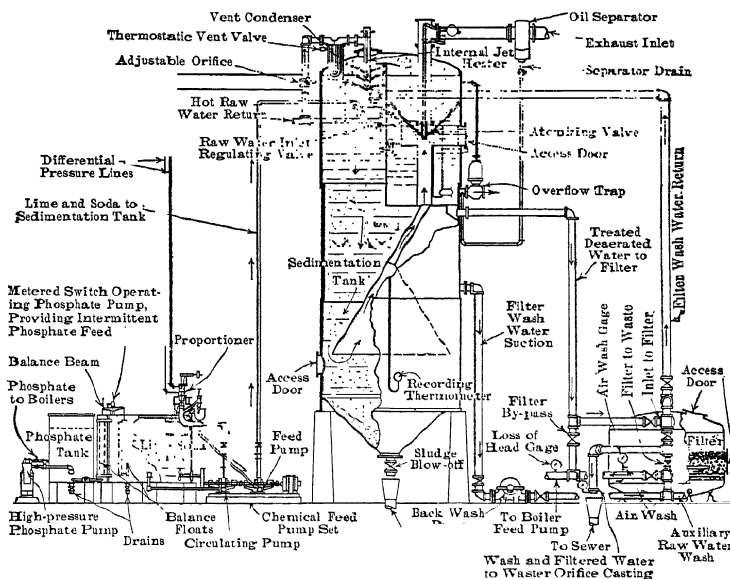 Vent Condenser
Thermostatic Vent Valve
Adjustable Orifice
Oil Separator
Exhaust Inlet
Internal Jet
Heater
Separator Drain
Hot Raw
Water Return
Raw Water Inlet
Regulating Valve
Atomizing Valve
Access Door
Overflow Trap
Differential
Pressure Lines
Lime and Soda to
Sedimentation Tank
Treated
Deaerated
Water to
Filter
Filter Wash Water Return
Sedimentation
Tank
Metered Switch Operat-
ing Phosphate Pump,
Providing Intermittent
Phosphate Feed
Proportioner
Balance Beam
Phosphate
to Boilers
Filter
Wash
Water
Suction
Air Wash Gage
Filter to Waste
Inlet to Filter
Access
Door
Access
Door
Recording
Thermometer
Filter
By-pass
Phosphate
Tank
Feed
Pump
Sludge
Blow-off
Loss of
Head Gage
Filter
High-pressure
Phosphate Pump
Drains
Balance
Floats
Circulating Pump
Chemical Feed
Pump Set
Back Wash
To Boiler
Feed Pump
Air Wash
Auxiliary
Raw Water
Wash
To Sewer
Wash and Filtered Water
to Waster Orifice Casting